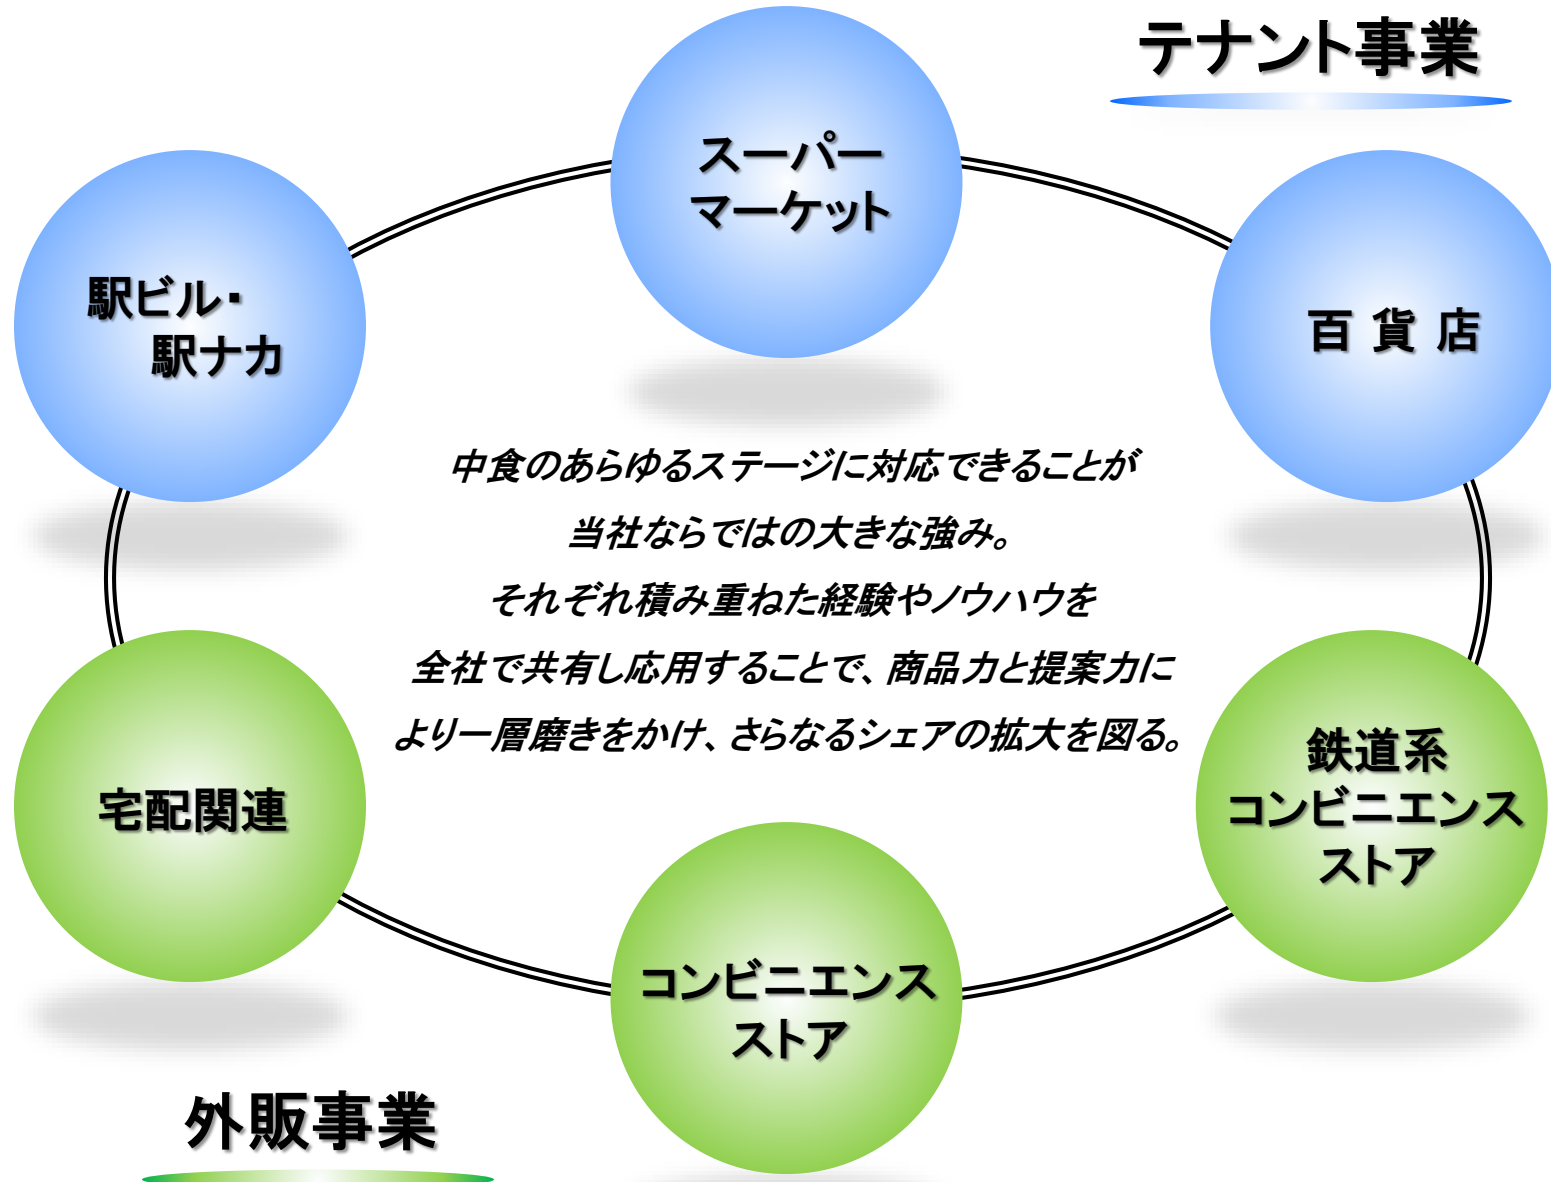 テナント事業
スーパー
マーケット
駅ビル・
駅ナカ
百 貨 店
中食のあらゆるステージに対応できることが
当社ならではの大きな強み。
それぞれ積み重ねた経験やノウハウを
全社で共有し応用することで、商品力と提案力に
より一層磨きをかけ、さらなるシェアの拡大を図る。
宅配関連
鉄道系
コンビニエンス
ストア
コンビニエンス
ストア
外販事業